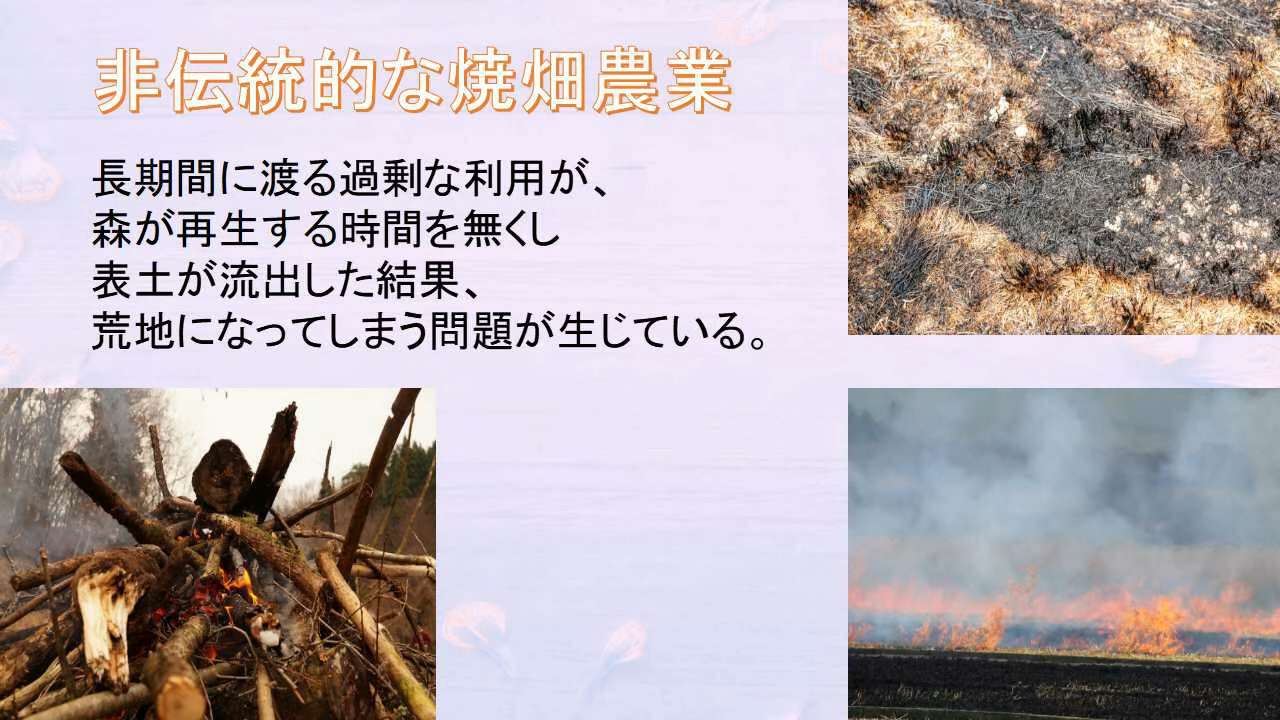 非伝統的な焼畑農業
長期間に渡る過剰な利用が、
森が再生する時間を無くし
表土が流出した結果、
荒地になってしまう問題が生じている。